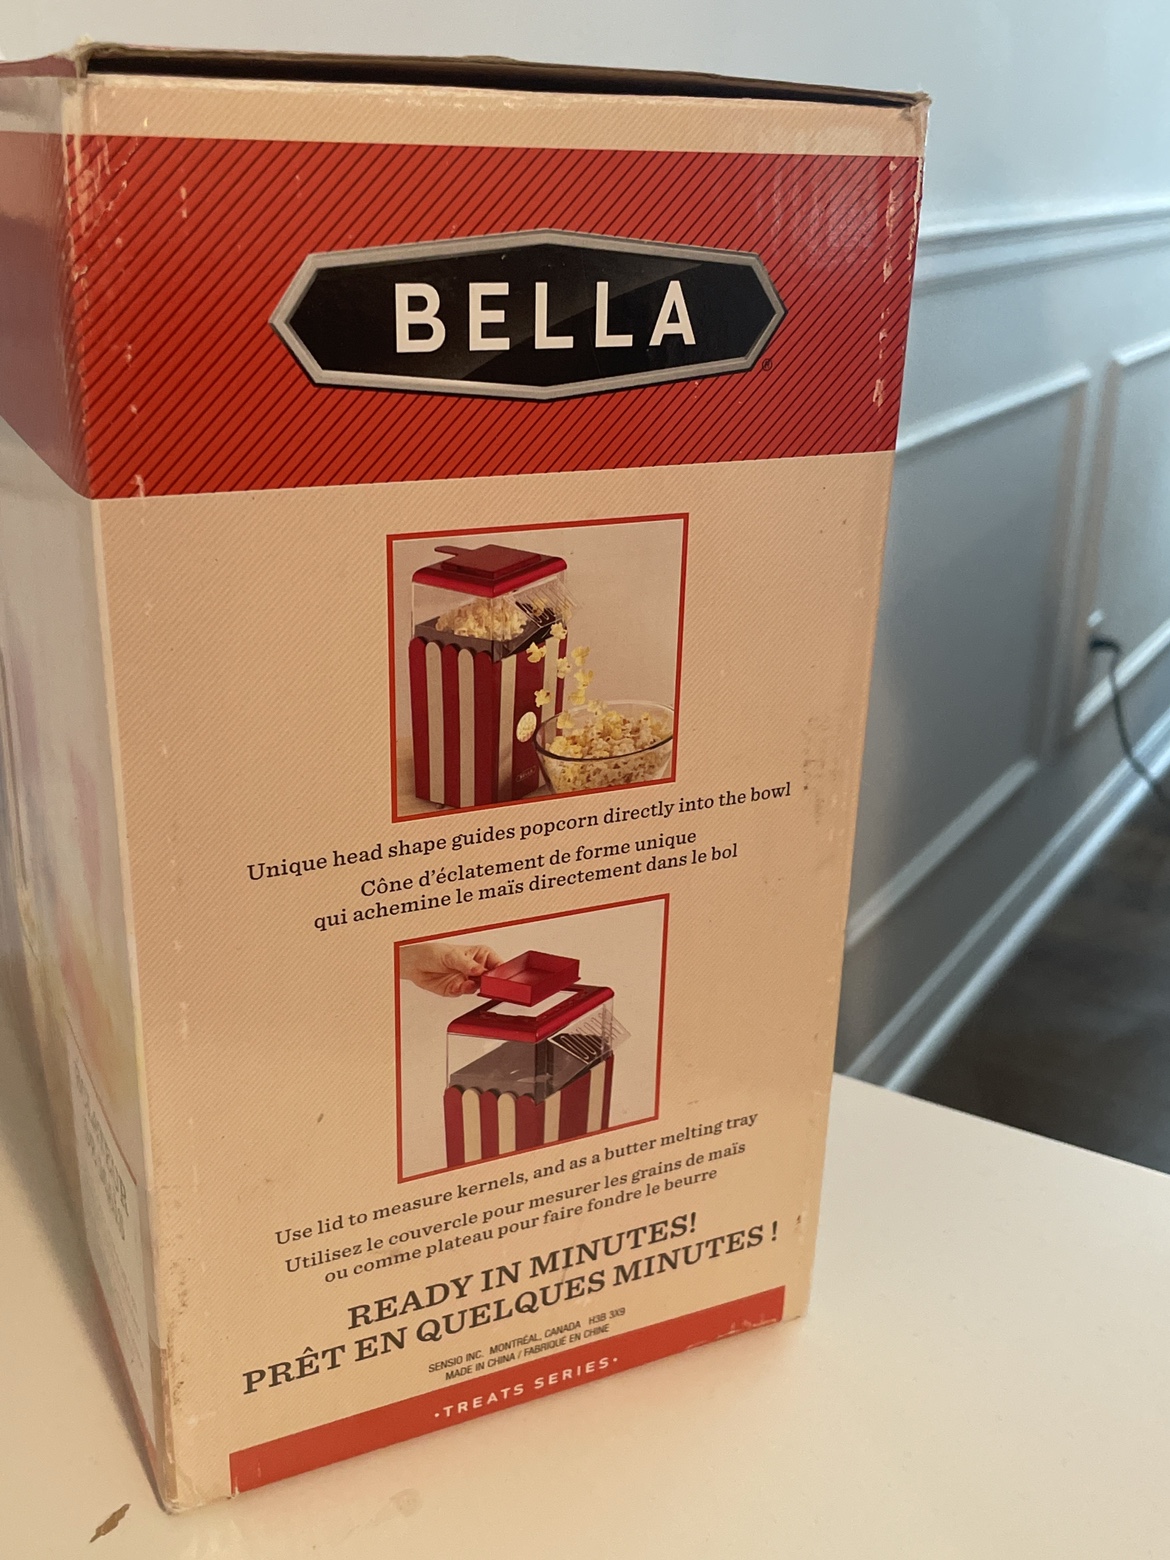 BELLA
®
Unique head shape guides popcorn directly into the bowl
Cône d'éclatement de forme unique
qui achemine le maïs directement dans le bol
Use lid to measure kernels, and as a butter melting tray
Utilisez le couvercle pour mesurer les grains de maïs
ou comme plateau pour faire fondre le beurre
READY IN MINUTES!
PRÊT EN QUELQUES MINUTES !
SENSIO INC. MONTRÉAL, CANADA H3B 3X9
MADE IN CHINA / FABRIQUÉ EN CHINE
•TREATS SERIES•